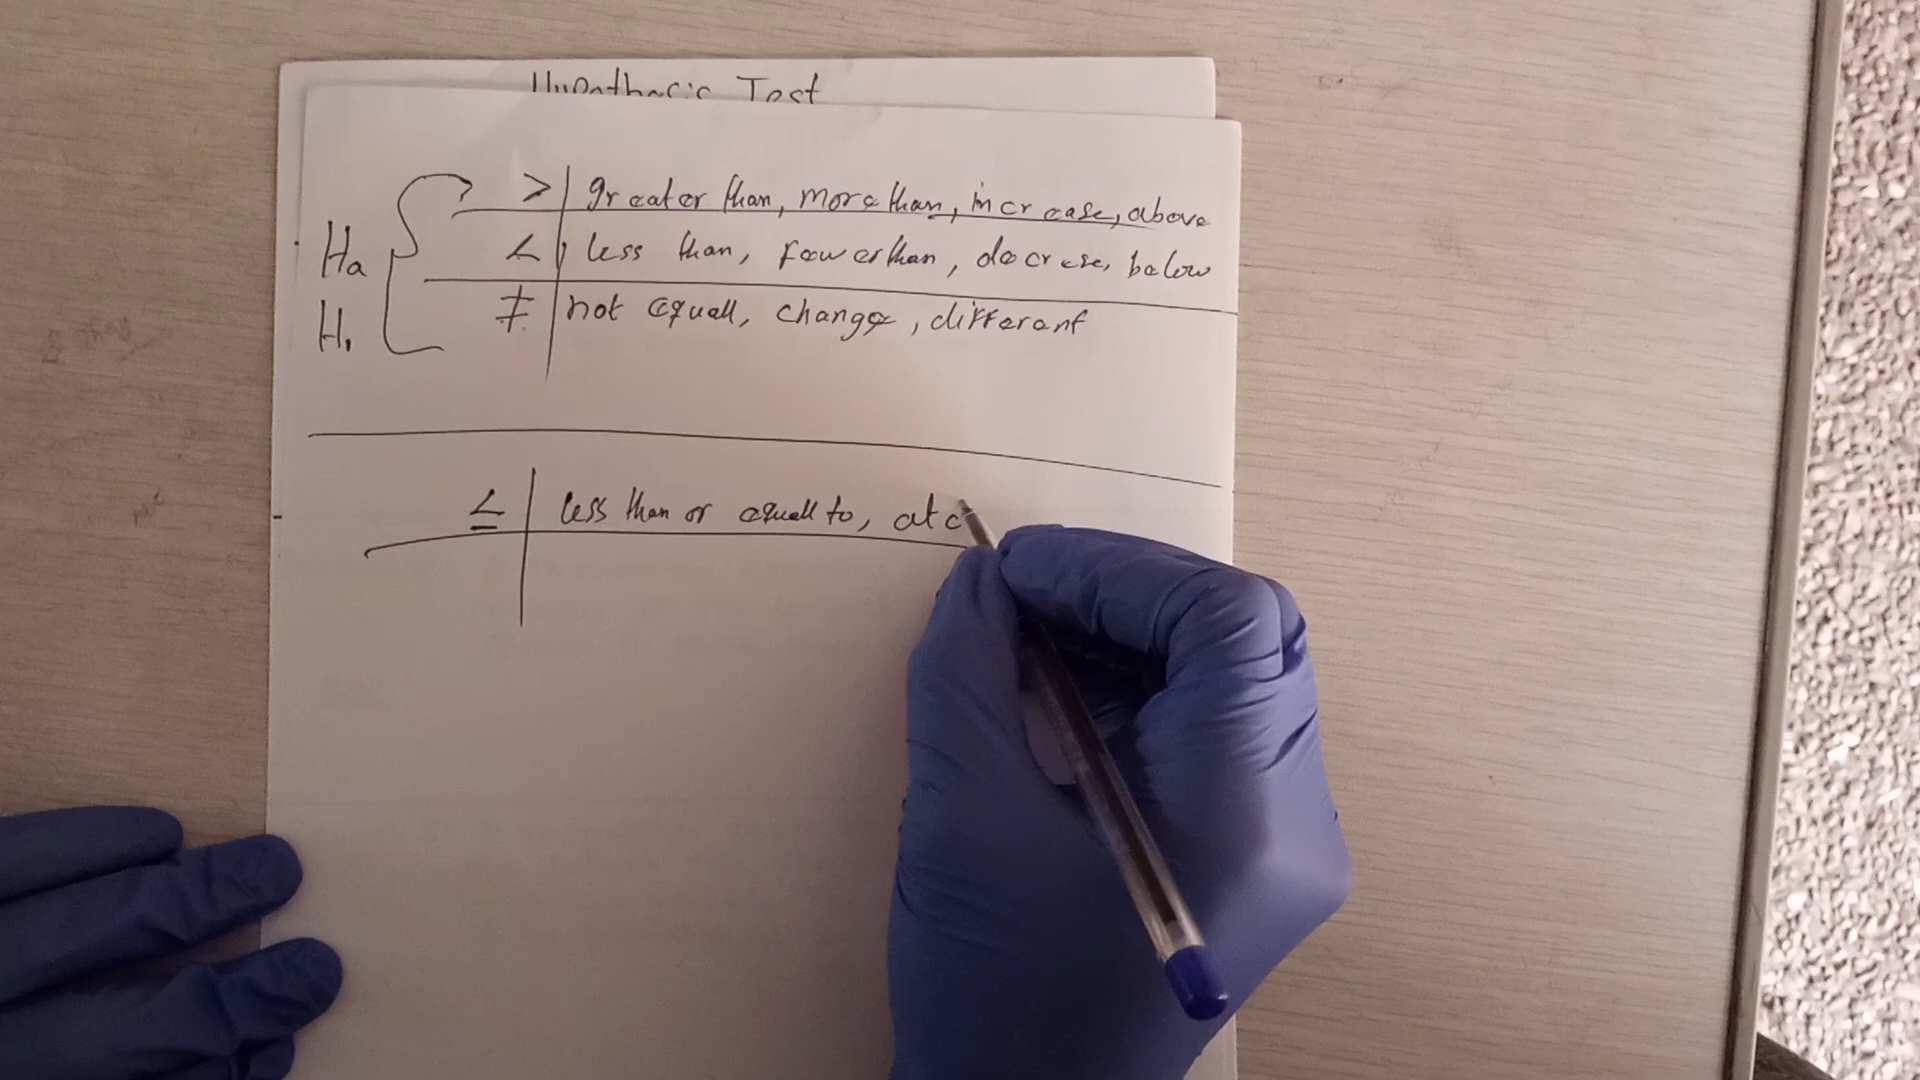 Hypothesis Test
> greater than, more than, increase, above
Ha < less than, fewer than, decrese, below
H₁ ≠ not equall, change, different
≤ less than or equall to, at